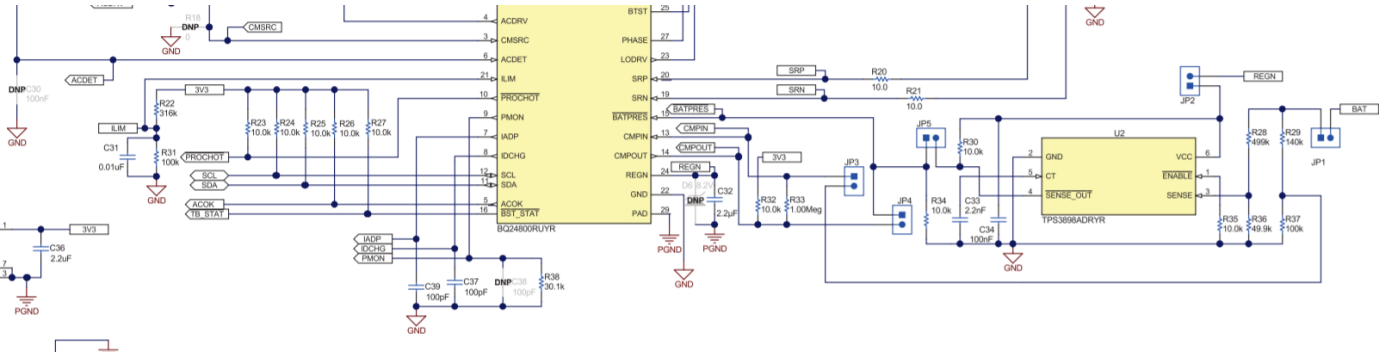 R18
DNP
0
GND
CMSRC
4
ACDRV
3
CMSRC
6
ACDET
21
ILIM
10
PROCHOT
9
PMON
7
IADP
8
IDCHG
12
SCL
11
SDA
5
ACOK
16
BST_STAT
BQ24800RUYR
BTST
25
PHASE
27
LODRV
23
SRP
20
SRN
19
BATPRES
15
CMPIN
13
CMPOUT
14
REGN
24
GND
22
PAD
29
ACDET
DNP
C30
100nF
GND
R22
316k
3V3
ILIM
C31
0.01uF
R31
100k
GND
R23
10.0k
R24
10.0k
R25
10.0k
R26
10.0k
R27
10.0k
PROCHOT
SCL
SDA
ACOK
TB_STAT
1
3V3
C36
2.2uF
7
3
PGND
IADP
IDCHG
PMON
C39
100pF
C37
100pF
DNP
C38
100pF
R38
30.1k
GND
SRP
R20
10.0
SRN
R21
10.0
GND
BATPRES
CMPIN
CMPOUT
REGN
D6
8.2V
DNP
C32
2.2µF
PGND
PGND
GND
3V3
R32
10.0k
R33
1.00Meg
JP3
JP4
JP5
R34
10.0k
R30
10.0k
C33
2.2nF
C34
100nF
GND
U2
2
GND
5
CT
4
SENSE_OUT
VCC
6
ENABLE
1
SENSE
3
TPS3898ADRYR
JP2
REGN
BAT
JP1
R28
499k
R29
140k
R35
10.0k
R36
49.9k
R37
100k